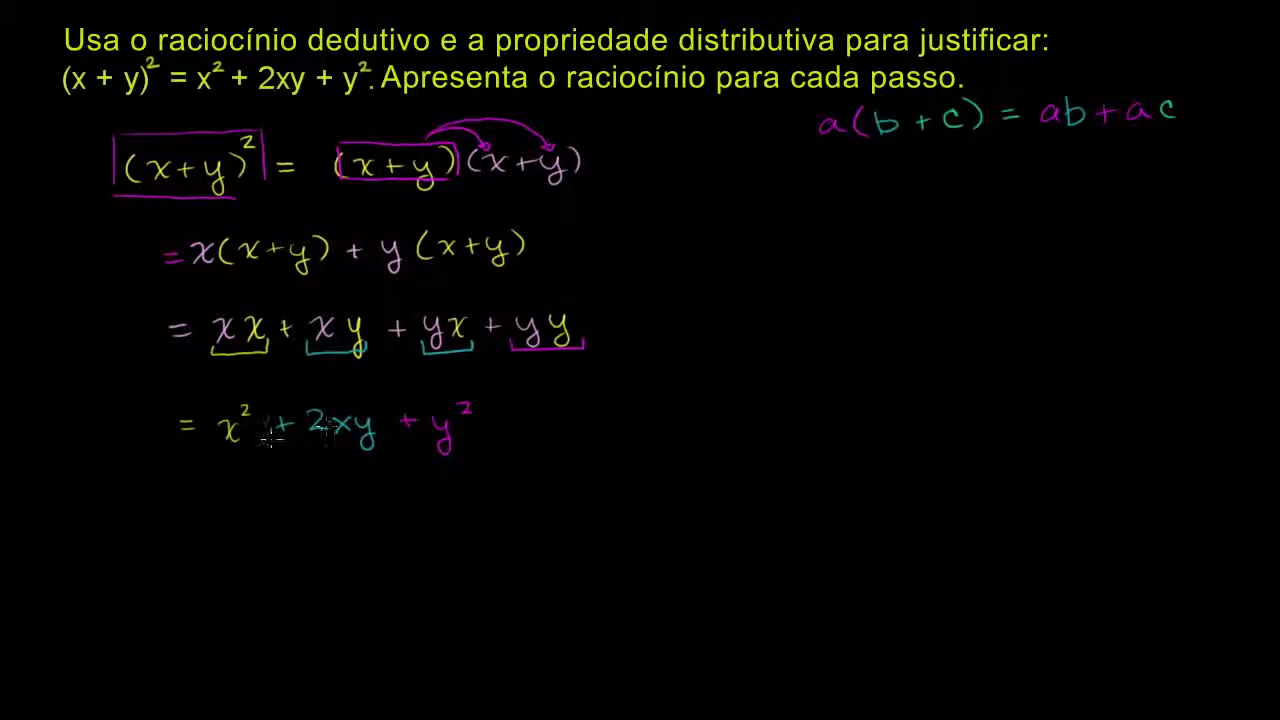 Usa o raciocínio dedutivo e a propriedade distributiva para justificar:
(x + y)² = x² + 2xy + y². Apresenta o raciocínio para cada passo.
a(b + c) = ab + ac
(x+y)² = (x+y)(x+y)
= x(x+y) + y(x+y)
= xx + xy + yx + yy
= x² + 2xy + y²